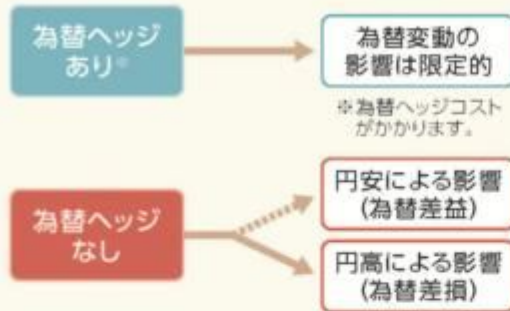 為替ヘッジ
あり※
為替変動の
影響は限定的
※為替ヘッジコスト
がかかります。
為替ヘッジ
なし
円安による影響
(為替差益)
円高による影響
(為替差損)